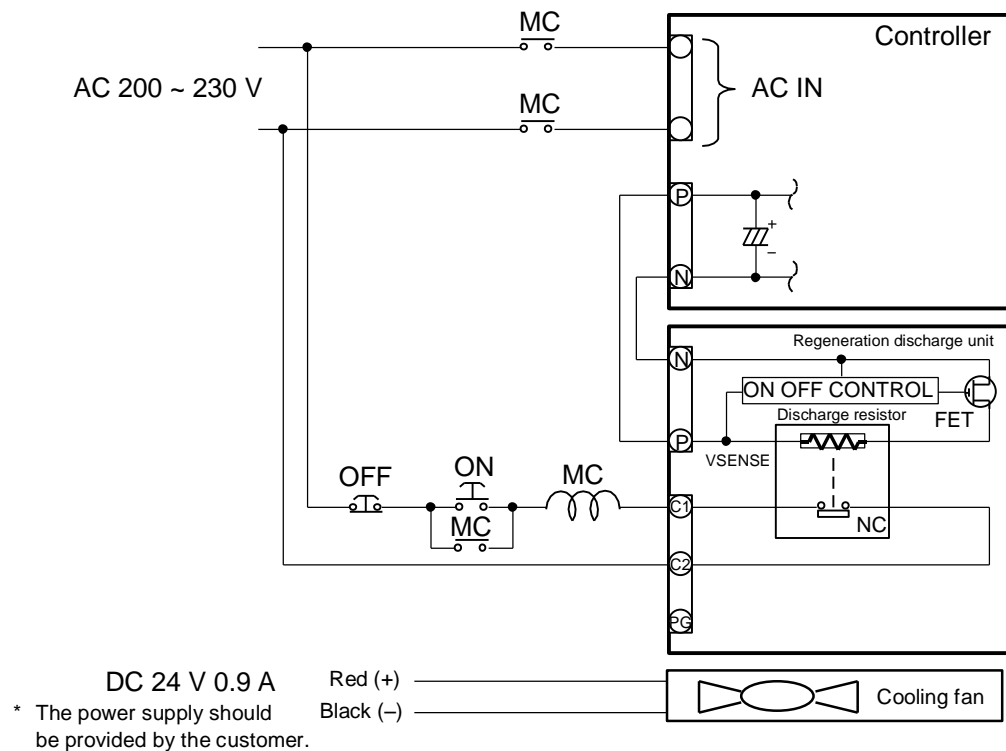 MC
Controller
AC 200 ~ 230 V
AC IN
MC
P
+
–
N
Regeneration discharge unit
N
ON OFF CONTROL
Discharge resistor
FET
P
VSENSE
OFF
ON
MC
C1
NC
MC
C2
PG
DC 24 V 0.9 A
Red (+)
Black (–)
Cooling fan
* The power supply should
be provided by the customer.